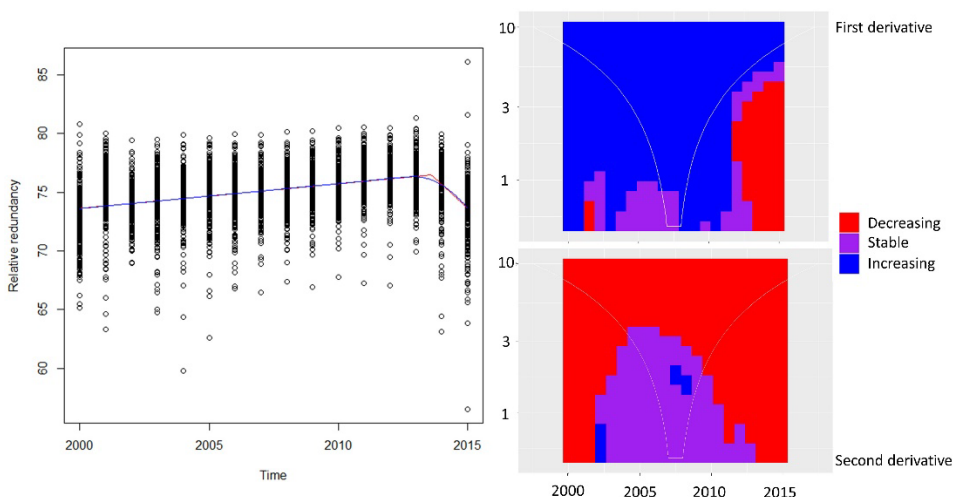 Relative redundancy
85
80
75
70
65
60
2000
2005
2010
2015
Time
10
3
1
First derivative
Decreasing
Stable
Increasing
10
3
1
2000
2005
2010
2015
Second derivative